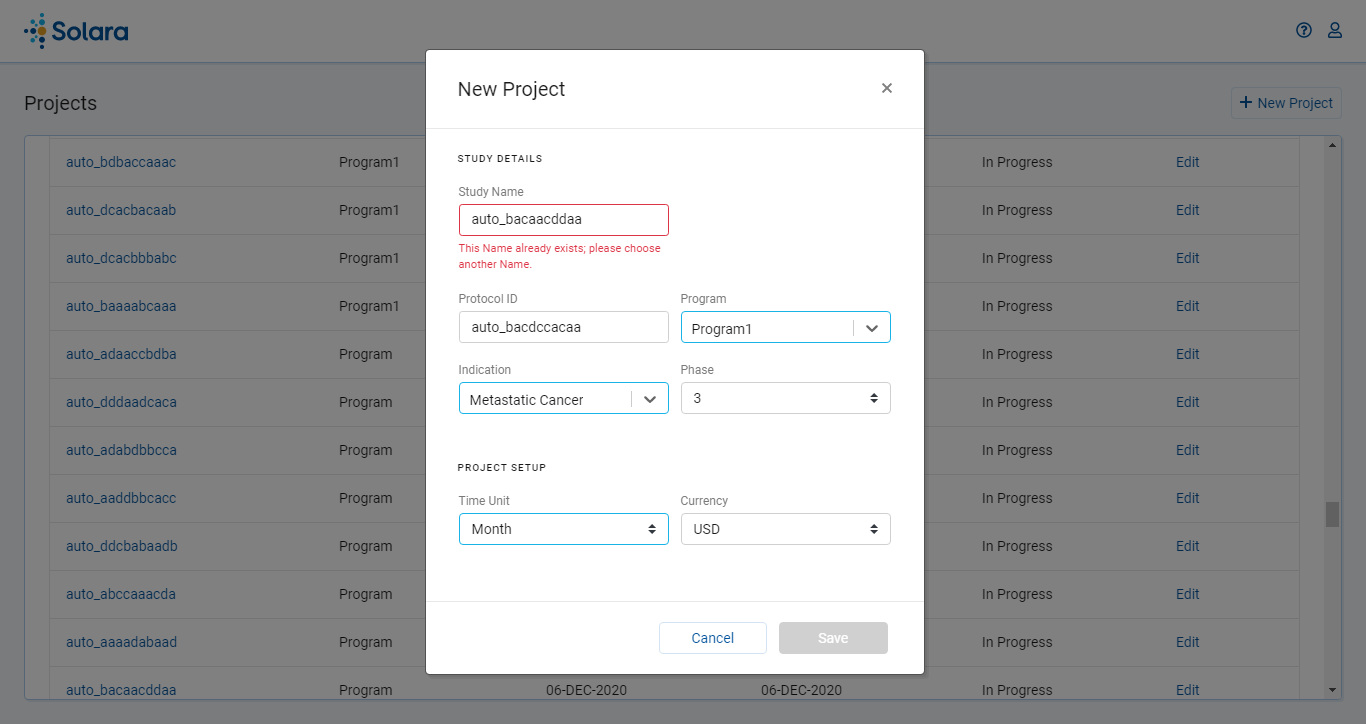 Solara
Projects
New Project
auto_bdbaccaaac Program1 In Progress Edit
auto_dcacbacaab Program1 In Progress Edit
auto_dcacbbbabc Program1 In Progress Edit
auto_baaaabcaaa Program1 In Progress Edit
auto_adaaccbdba Program In Progress Edit
auto_dddaadcaca Program In Progress Edit
auto_adabdbbcca Program In Progress Edit
auto_aaddbbcacc Program In Progress Edit
auto_ddcbabaadb Program In Progress Edit
auto_abccaaacda Program In Progress Edit
auto_aaaadabaad Program In Progress Edit
auto_bacaacddaa Program 06-DEC-2020 06-DEC-2020 In Progress Edit
New Project
STUDY DETAILS
Study Name
auto_bacaacddaa
This Name already exists; please choose
another Name.
Protocol ID Program
auto_bacdccacaa Program1
Indication Phase
Metastatic Cancer 3
PROJECT SETUP
Time Unit Currency
Month USD
Cancel Save